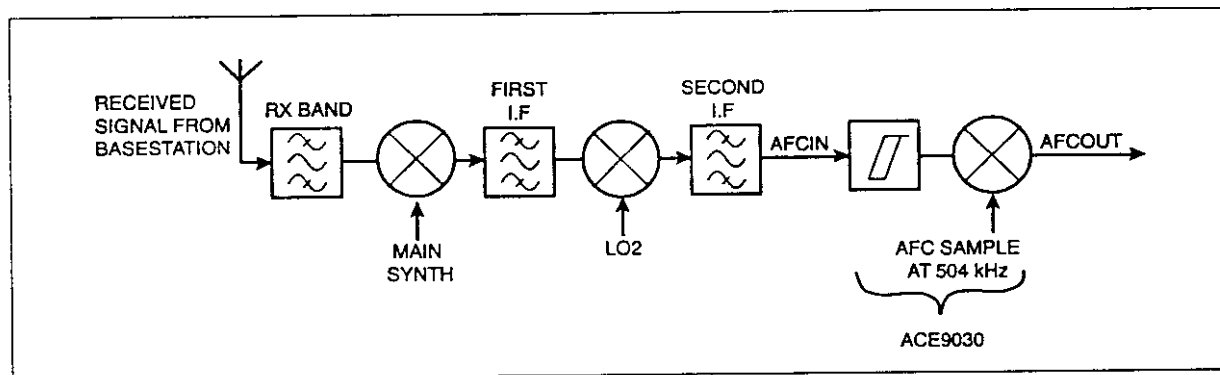 RECEIVED
SIGNAL FROM
BASESTATION
RX BAND
FIRST
I.F
SECOND
I.F
AFCIN
AFCOUT
MAIN
SYNTH
LO2
AFC SAMPLE
AT 504 kHz
ACE9030